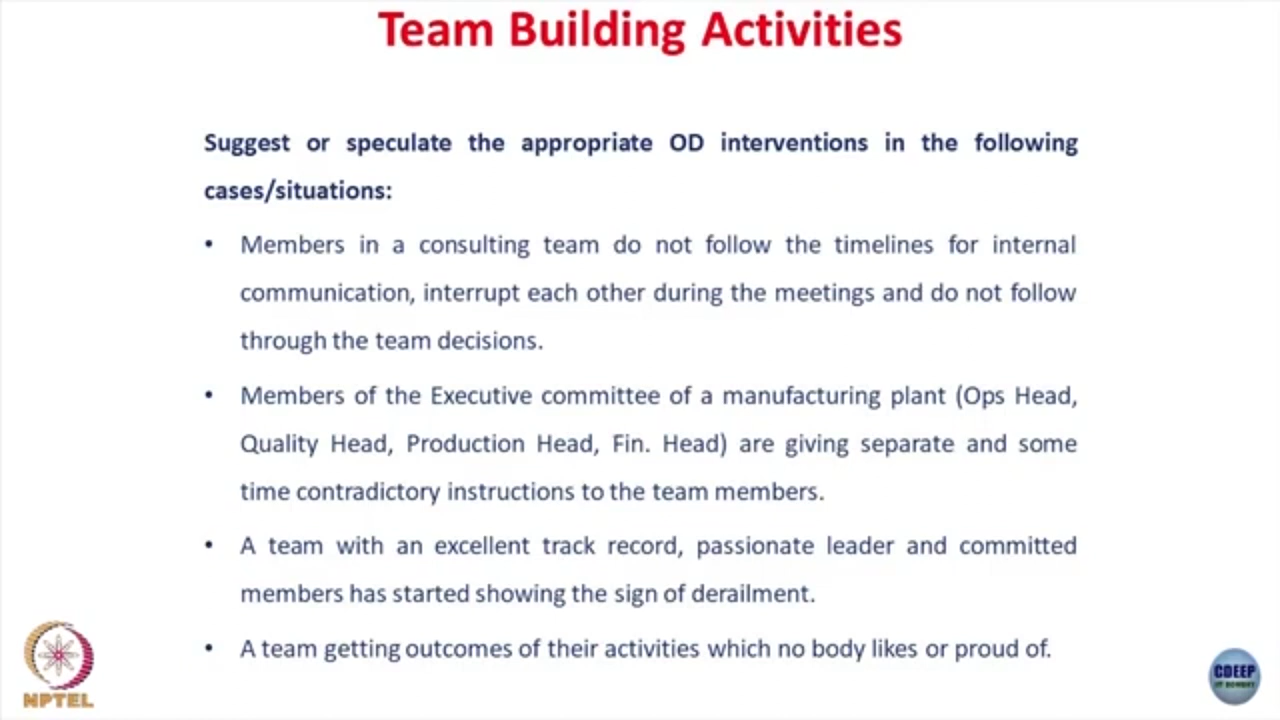 Team Building Activities
Suggest or speculate the appropriate OD interventions in the following
cases/situations:
• Members in a consulting team do not follow the timelines for internal
communication, interrupt each other during the meetings and do not follow
through the team decisions.
• Members of the Executive committee of a manufacturing plant (Ops Head,
Quality Head, Production Head, Fin. Head) are giving separate and some
time contradictory instructions to the team members.
• A team with an excellent track record, passionate leader and committed
members has started showing the sign of derailment.
• A team getting outcomes of their activities which no body likes or proud of.
NPTEL
CDEEP
IIT BOMBAY